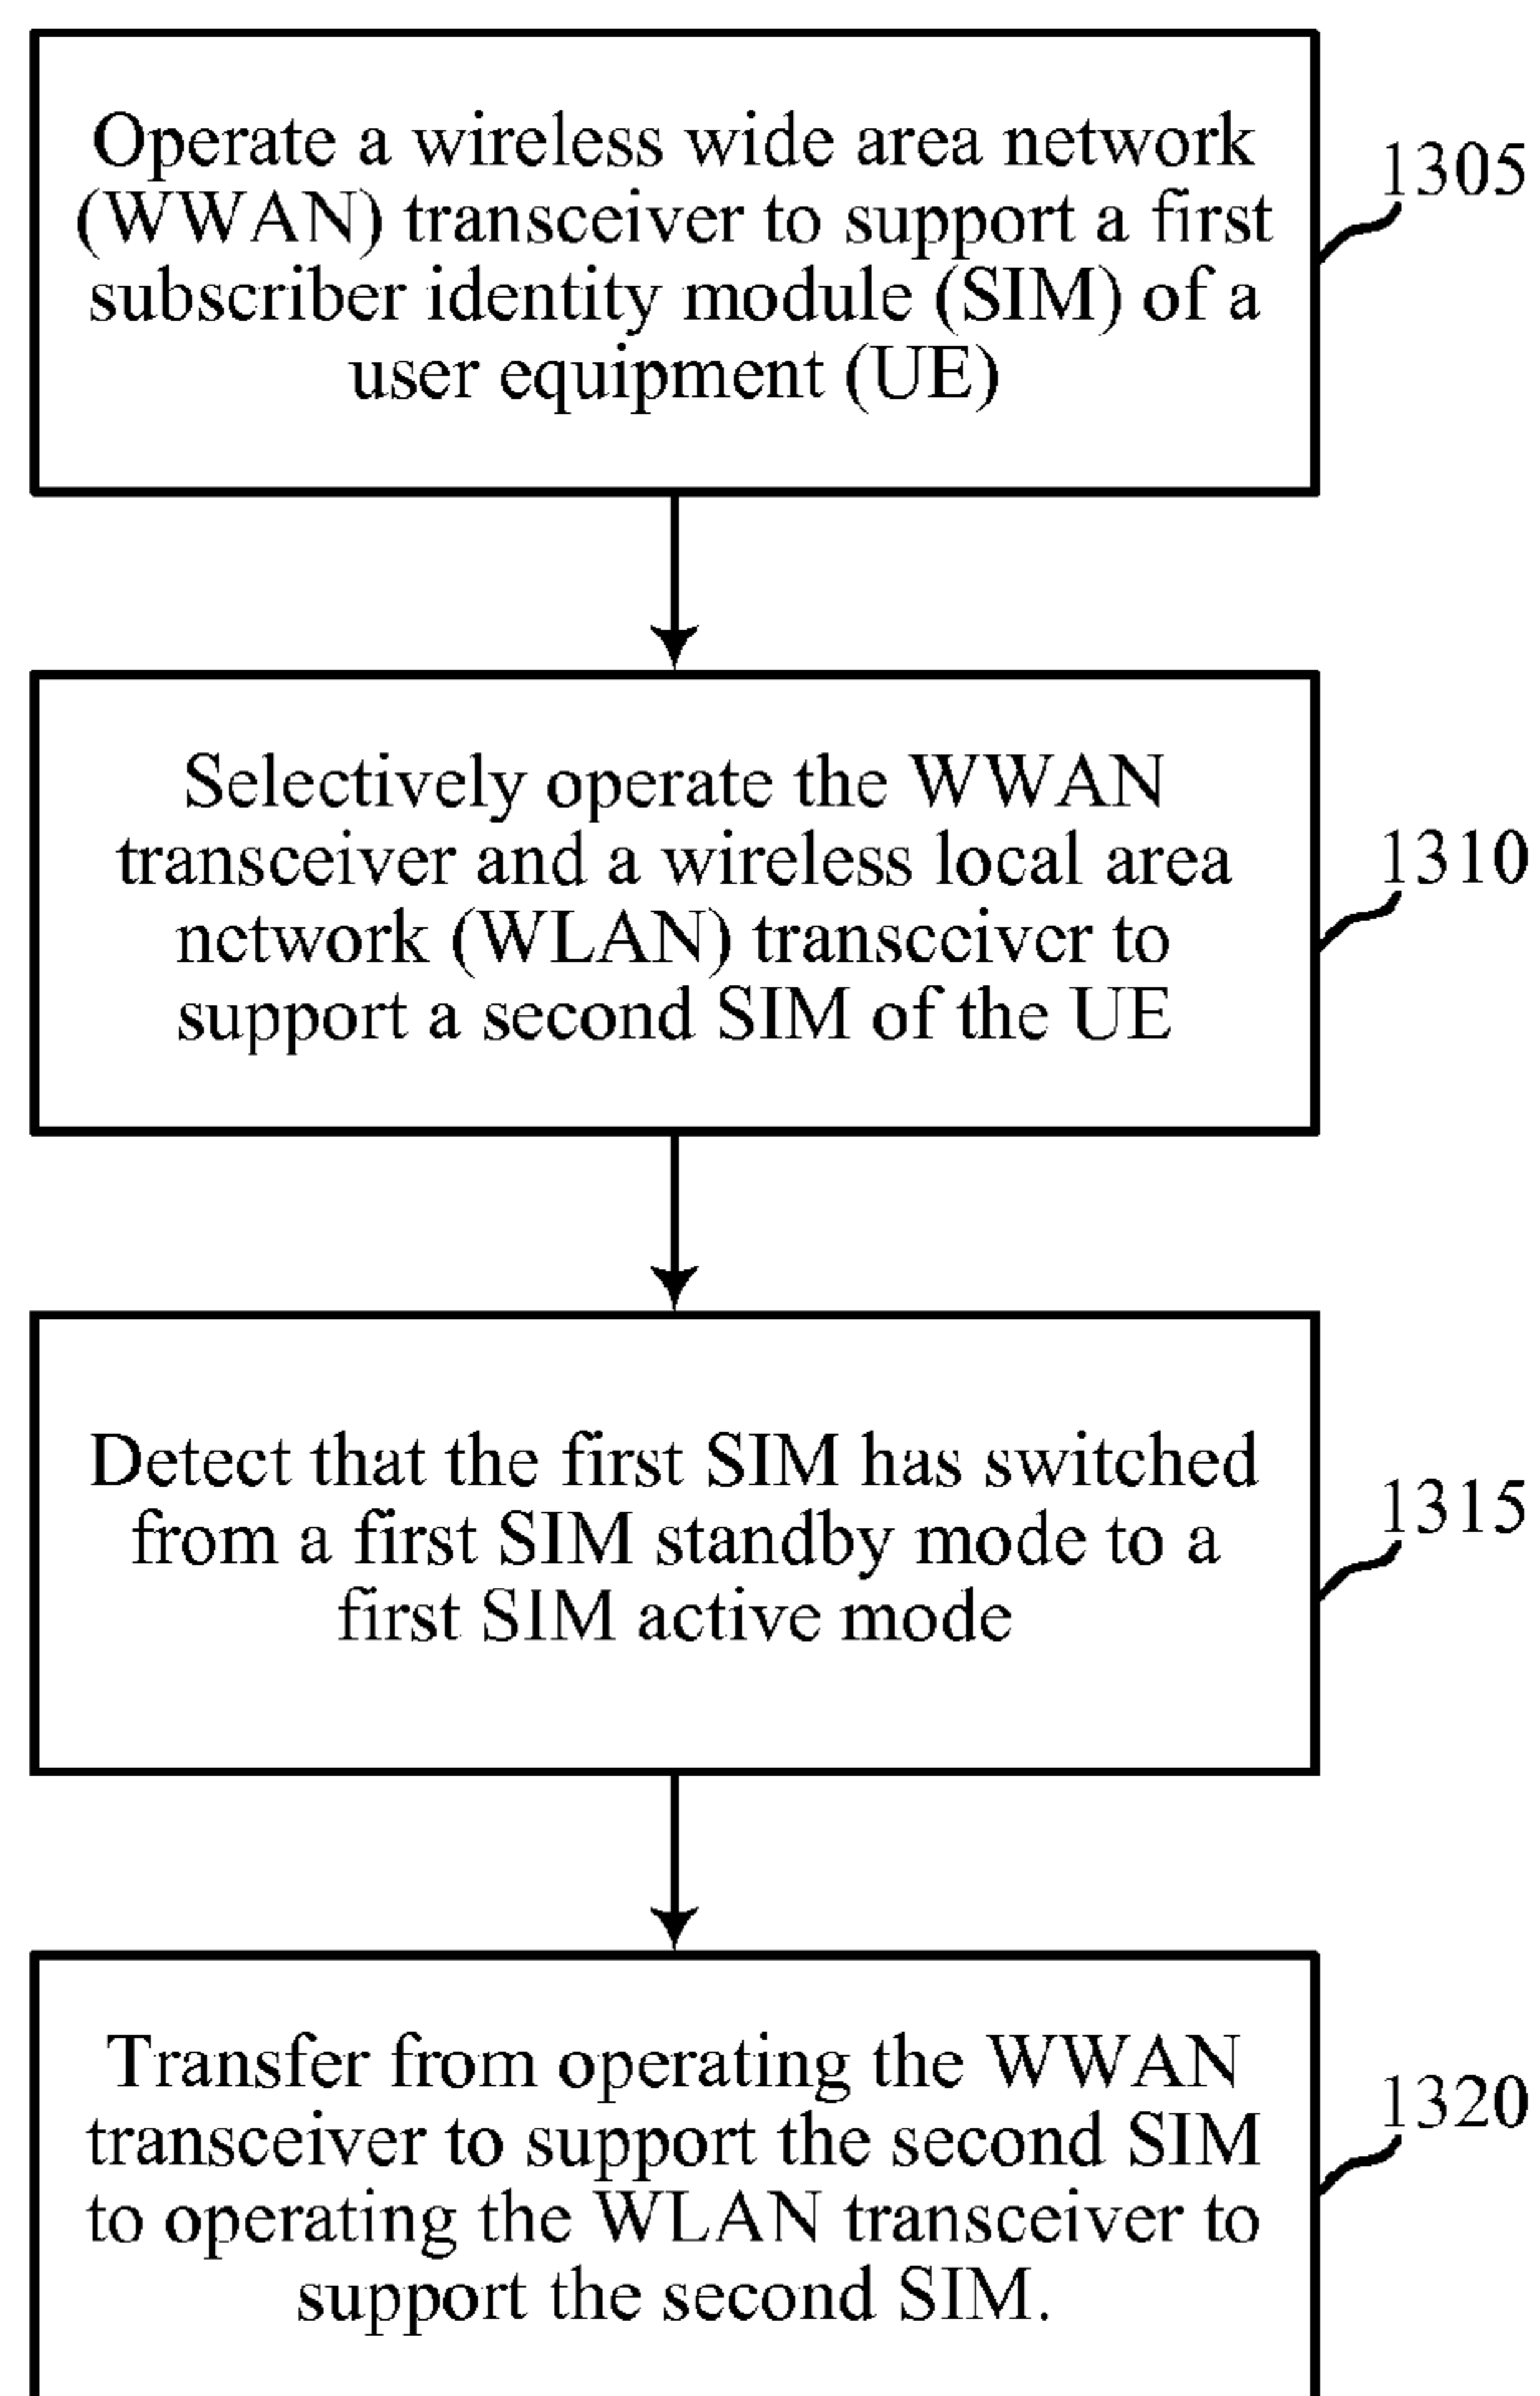 Operate a wireless wide area network
(WWAN) transceiver to support a first
subscriber identity module (SIM) of a
user equipment (UE)
1305
Selectively operate the WWAN
transceiver and a wireless local area
network (WLAN) transceiver to
support a second SIM of the UE
1310
Detect that the first SIM has switched
from a first SIM standby mode to a
first SIM active mode
1315
Transfer from operating the WWAN
transceiver to support the second SIM
to operating the WLAN transceiver to
support the second SIM.
1320